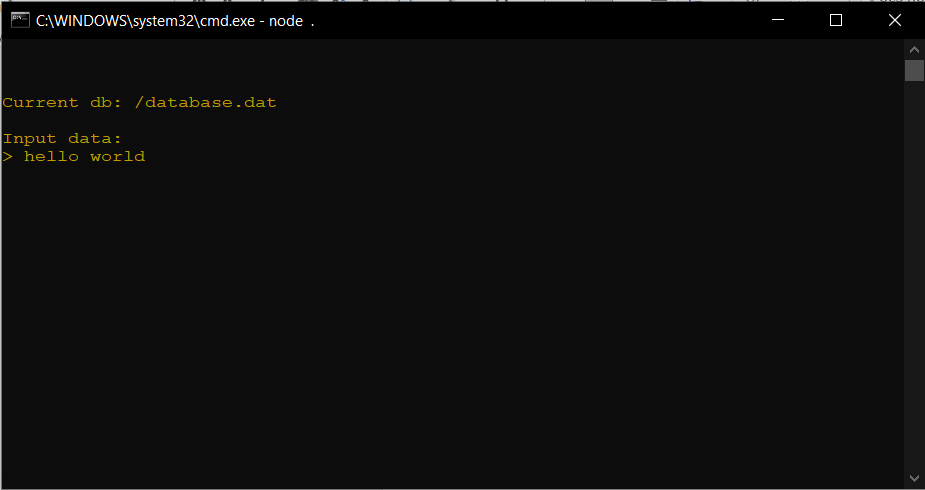 C:\WINDOWS\system32\cmd.exe - node .
Current db: /database.dat
Input data:
> hello world